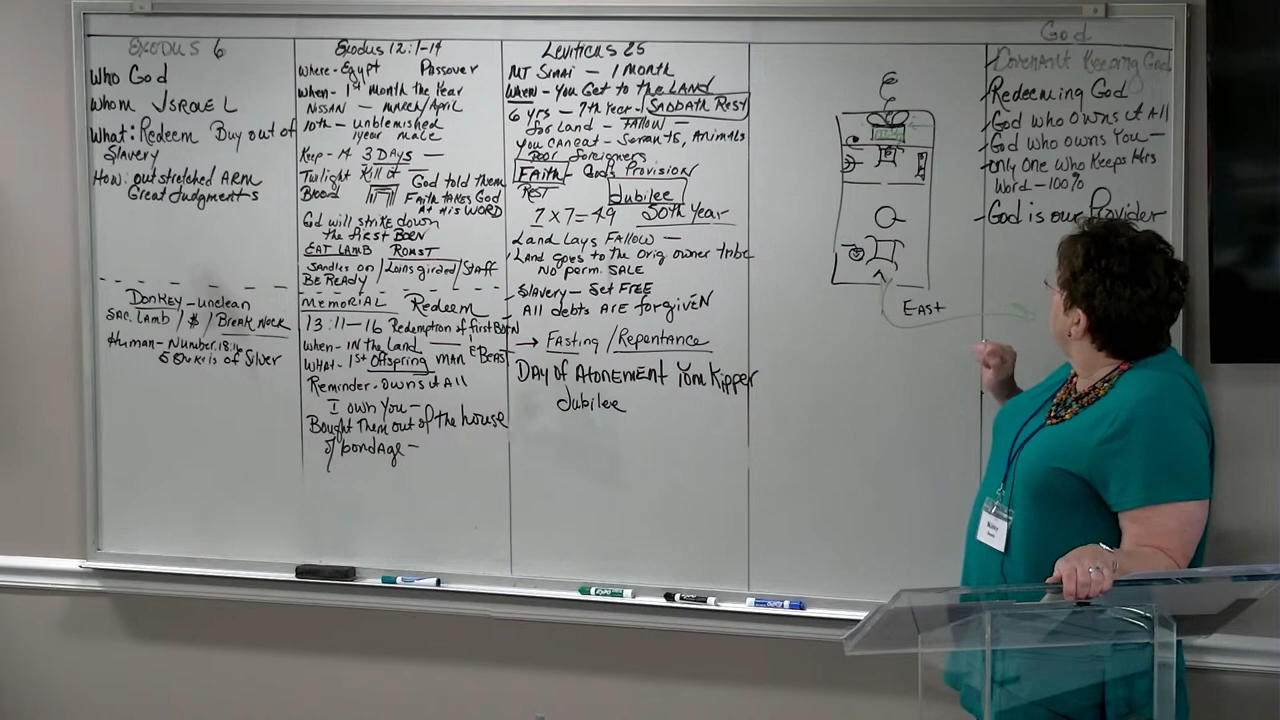 Exodus 6
Who God
Whom ISRAEL
What: Redeem Buy out of
Slavery
How: outstretched ARM
Great Judgments
Donkey - unclean
Sac. Lamb / $ / Break Neck
Human - Number 18:16
5 Shekels of Silver
Exodus 12:1-14
Where - Egypt Passover
When - 1st Month the Year
Nissan - March/April
10th - unblemished
1 year male
Keep - 14 3 Days -
Twilight Kill it
Blood God told them
Faith takes God
At His WORD
God will strike down
the First BORN
EAT LAMB ROAST
Sandles on / Loins girded / Staff
BE READY
MEMORIAL Redeem
13:11-16 Redemption of first BORN
When - IN the Land
What - 1st Offspring man & Beast
Reminder - owns it All
I own You -
Bought Them out of the house
of bondage -
Leviticus 25
MT Sinai - 1 Month
When - You Get to the LAND
6 yrs - 7th Year - SABBATH REST
for Land - FALLOW -
You can eat - Servants, Animals
Poor foreigners
FAITH - God's Provision
REST
Jubilee
7 x 7 = 49 50th Year
Land Lays FALLOW -
Land goes to the orig owner tribe
NO perm. SALE
Slavery - Set FREE
All debts ARE forgiveN
→ Fasting / Repentance
DAY OF ATONEMENT Yom Kipper
Jubilee
East
God
Covenant Keeping God
Redeeming God
God who owns it All
God who owns You -
only One who Keeps His
Word - 100%
God is our Provider
Kitty